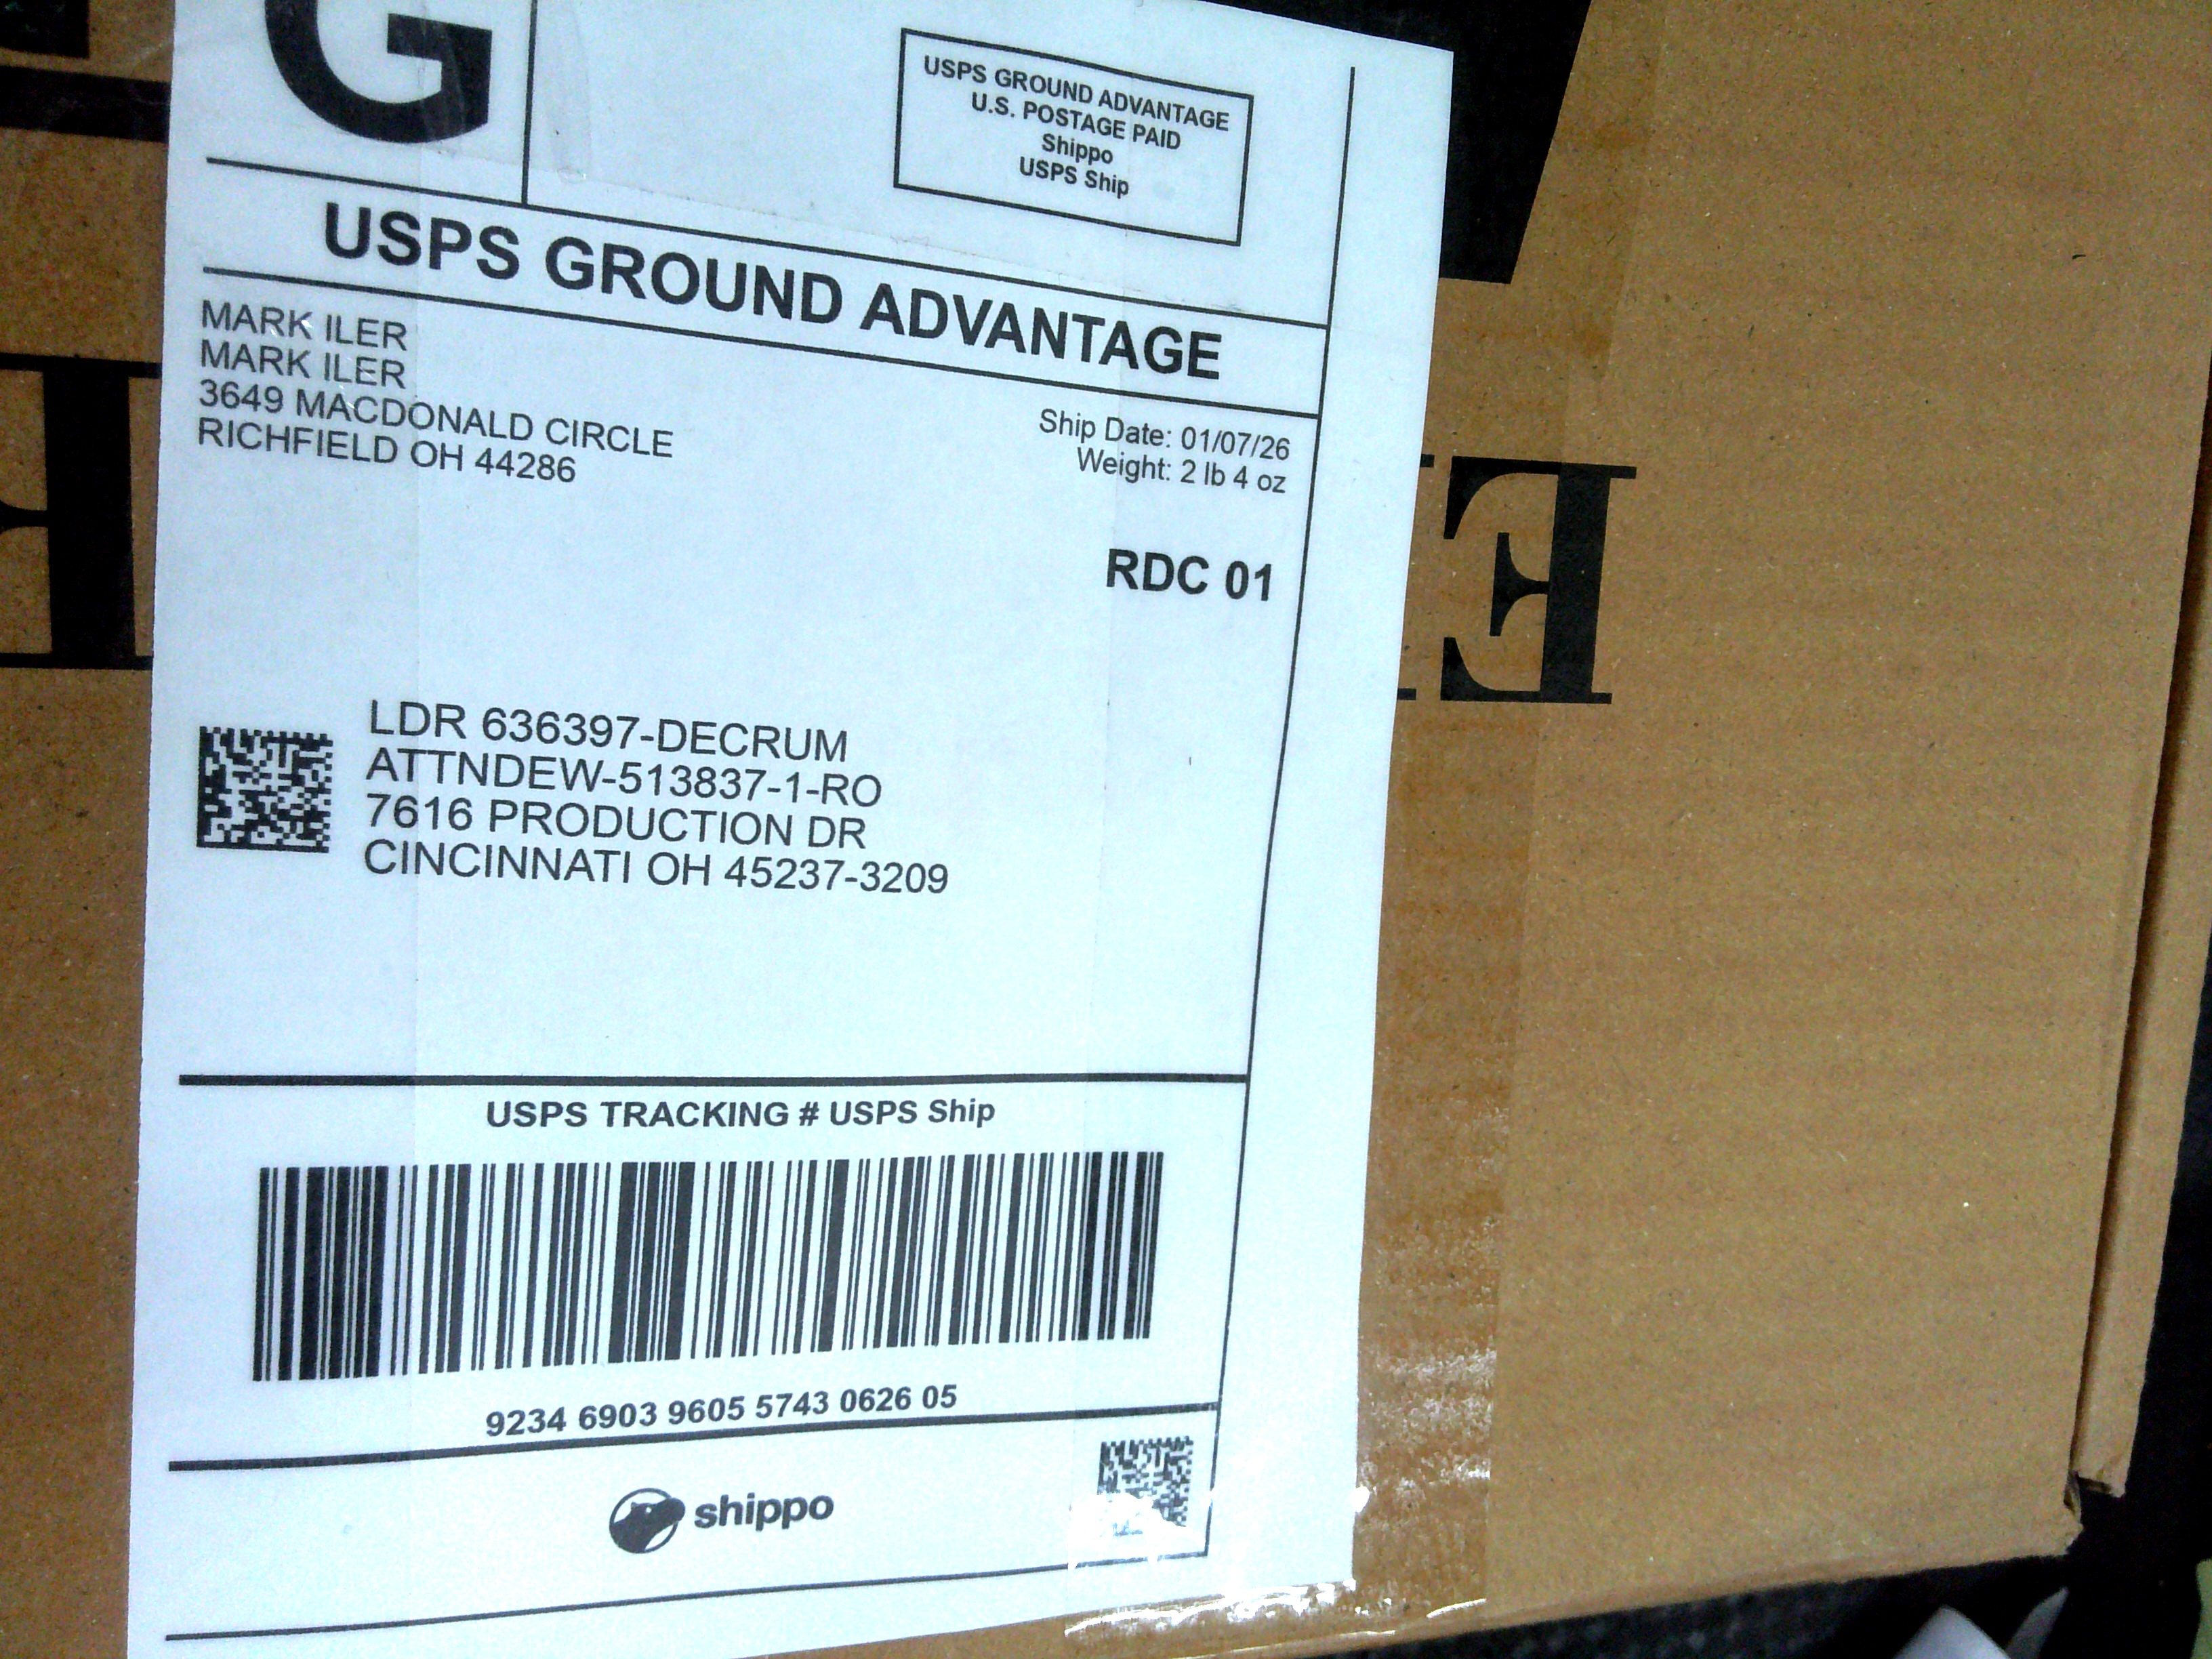 G
USPS GROUND ADVANTAGE
U.S. POSTAGE PAID
Shippo
USPS Ship
USPS GROUND ADVANTAGE
MARK ILER
MARK ILER
3649 MACDONALD CIRCLE
RICHFIELD OH 44286
Ship Date: 01/07/26
Weight: 2 lb 4 oz
RDC 01
LDR 636397-DECRUM
ATTNDEW-513837-1-RO
7616 PRODUCTION DR
CINCINNATI OH 45237-3209
USPS TRACKING # USPS Ship
9234 6903 9605 5743 0626 05
shippo